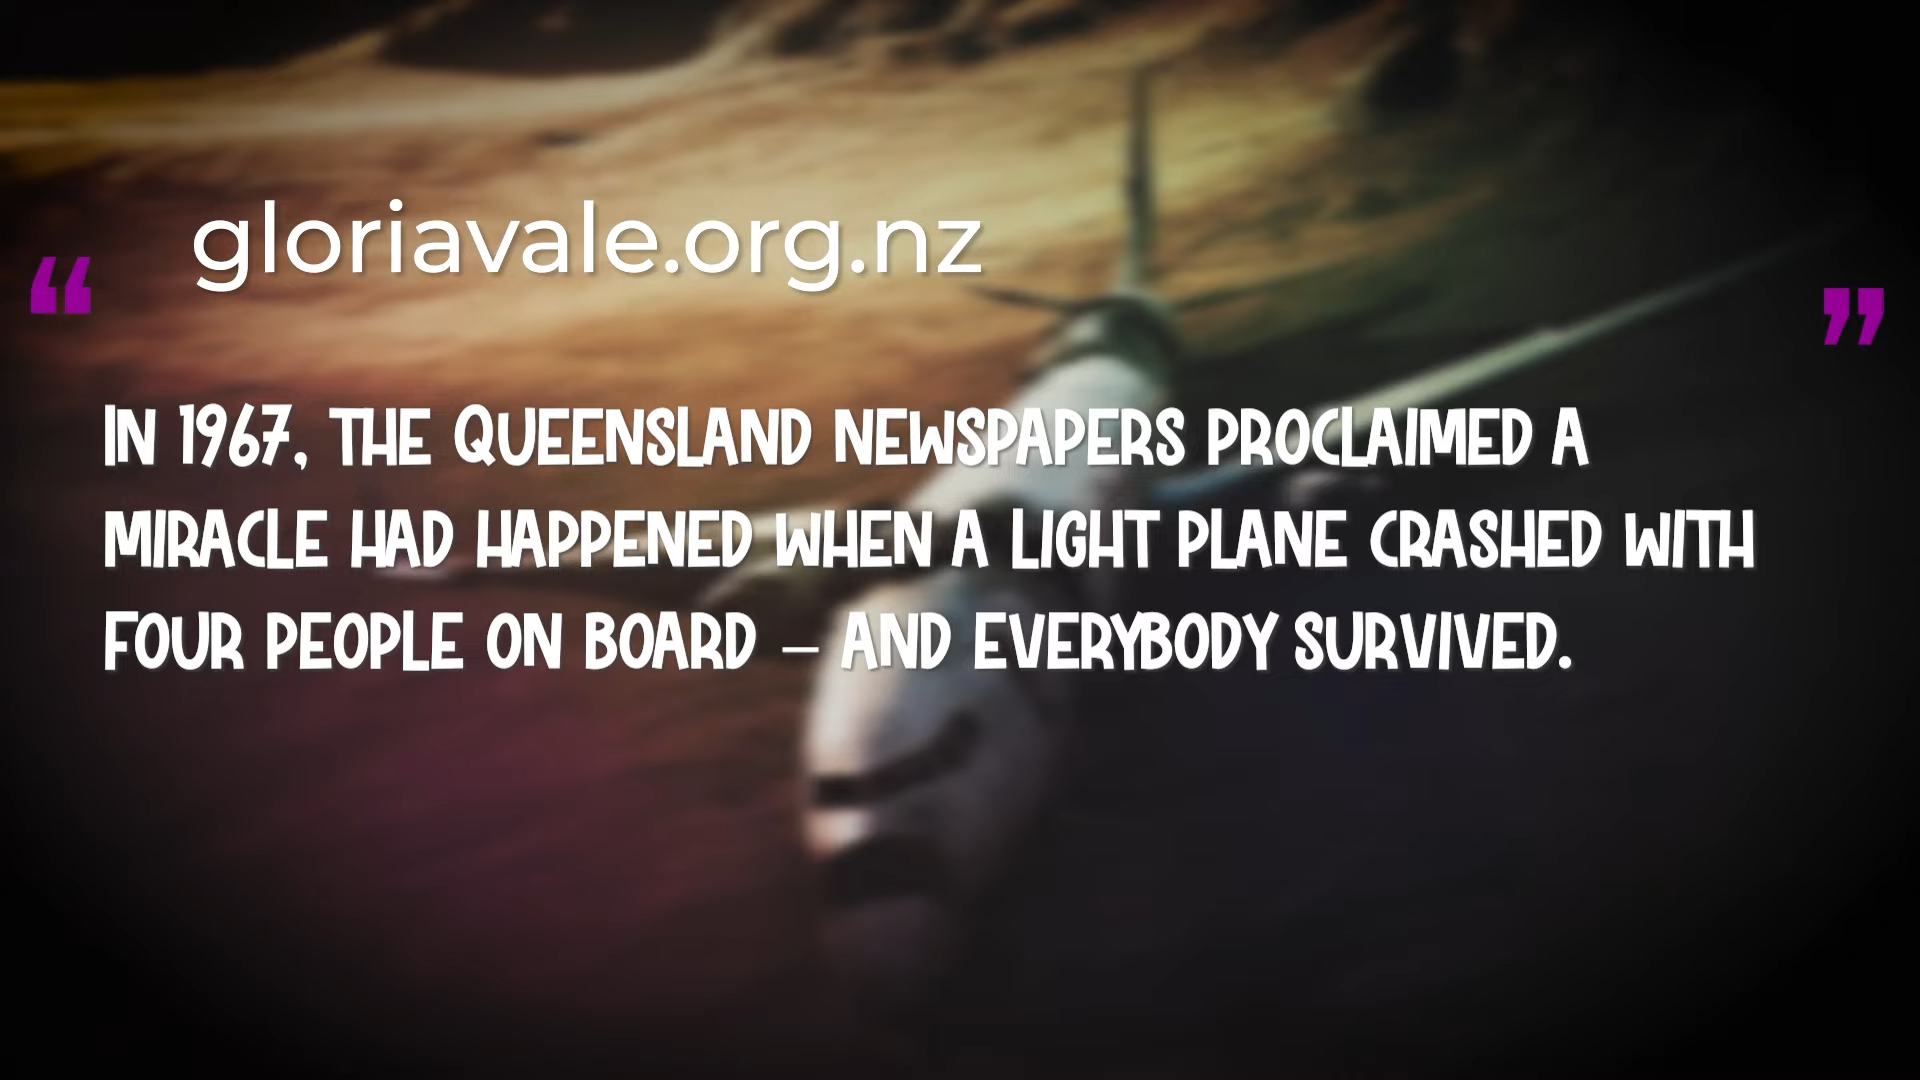 gloriavale.org.nz
“ ”
IN 1967, THE QUEENSLAND NEWSPAPERS PROCLAIMED A
MIRACLE HAD HAPPENED WHEN A LIGHT PLANE CRASHED WITH
FOUR PEOPLE ON BOARD – AND EVERYBODY SURVIVED.